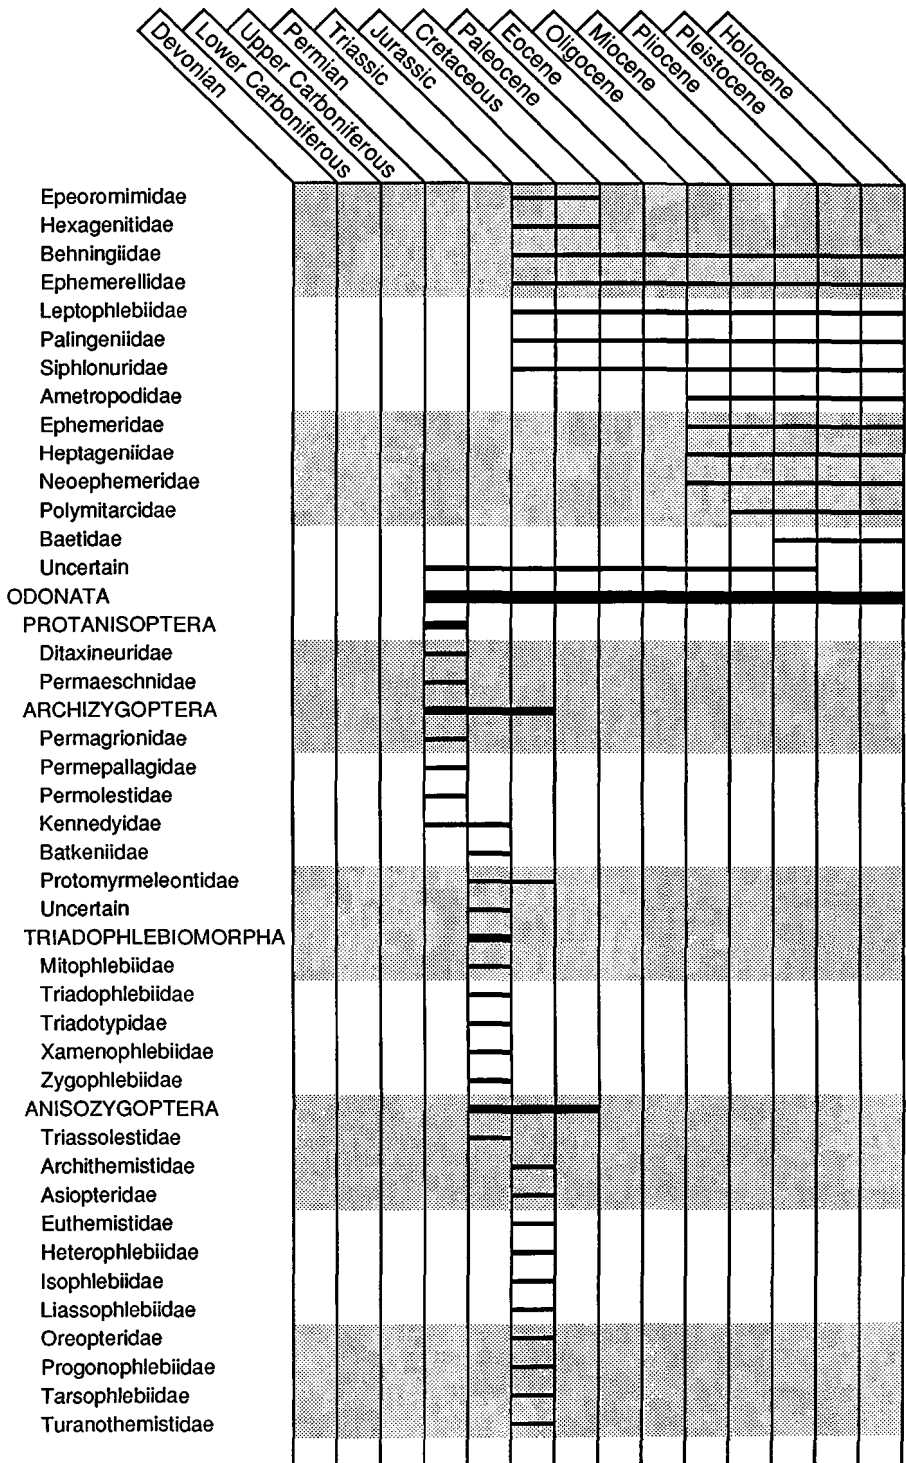 Devonian
Lower Carboniferous
Upper Carboniferous
Permian
Triassic
Jurassic
Cretaceous
Paleocene
Eocene
Oligocene
Miocene
Pliocene
Pleistocene
Holocene
Epeoromimidae
Hexagenitidae
Behningiidae
Ephemerellidae
Leptophlebiidae
Palingeniidae
Siphlonuridae
Ametropodidae
Ephemeridae
Heptageniidae
Neoephemeridae
Polymitarcidae
Baetidae
Uncertain
ODONATA
PROTANISOPTERA
Ditaxineuridae
Permaeschnidae
ARCHIZYGOPTERA
Permagrionidae
Permepallagidae
Permolestidae
Kennedyidae
Batkeniidae
Protomyrmeleontidae
Uncertain
TRIADOPHLEBIOMORPHA
Mitophlebiidae
Triadophlebiidae
Triadotypidae
Xamenophlebiidae
Zygophlebiidae
ANISOZYGOPTERA
Triassolestidae
Archithemistidae
Asiopteridae
Euthemistidae
Heterophlebiidae
Isophlebiidae
Liassophlebiidae
Oreopteridae
Progonophlebiidae
Tarsophlebiidae
Turanothemistidae